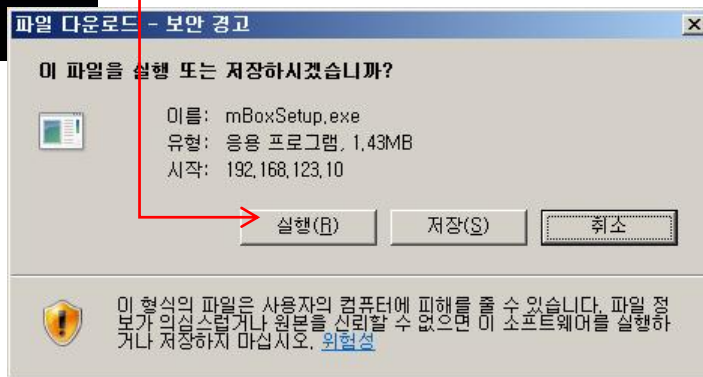 파일 다운로드 - 보안 경고
이 파일을 실행 또는 저장하시겠습니까?
이름: mBoxSetup.exe
유형: 응용 프로그램, 1.43MB
시작: 192.168.123.10
실행(R) 저장(S) 취소
이 형식의 파일은 사용자의 컴퓨터에 피해를 줄 수 있습니다. 파일 정
보가 의심스럽거나 원본을 신뢰할 수 없으면 이 소프트웨어를 실행하
거나 저장하지 마십시오. 위험성